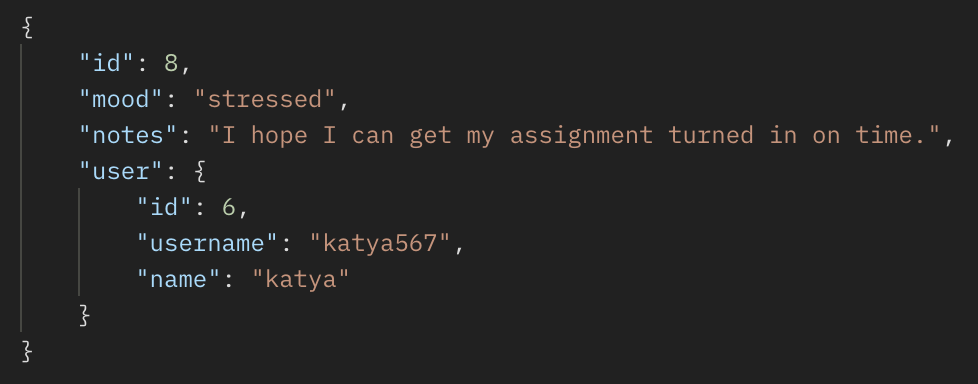 {
    "id": 8,
    "mood": "stressed",
    "notes": "I hope I can get my assignment turned in on time.",
    "user": {
        "id": 6,
        "username": "katya567",
        "name": "katya"
    }
}